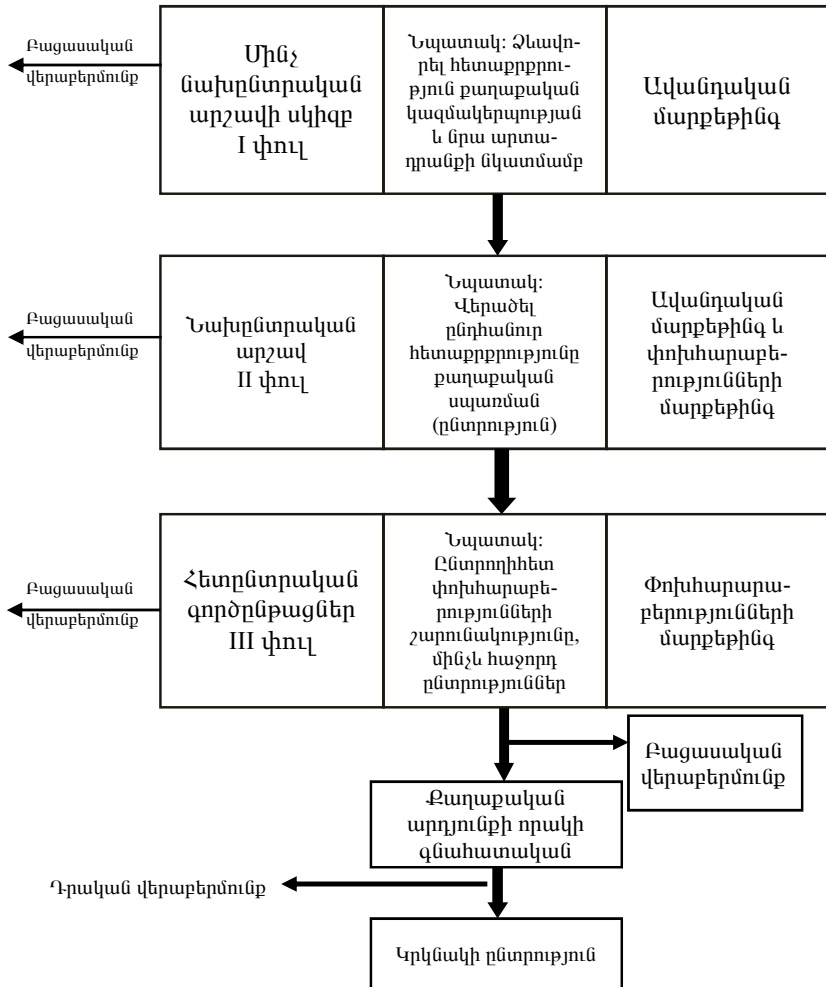 Բացասական
վերաբերմունք
Մինչ
նախընտրական
արշավի սկիզբ
I փուլ
Նպատակ: Ձևավո-
րել հետաքրքրու-
թյուն քաղաքական
կազմակերպության
և նրա արտա-
դրանքի նկատմամբ
Ավանդական
մարքեթինգ
Բացասական
վերաբերմունք
Նախընտրական
արշավ
II փուլ
Նպատակ:
Վերածել
ընդհանուր
հետաքրքրությունը
քաղաքական
սպառման
(ընտրություն)
Ավանդական
մարքեթինգ և
փոխհարաբե-
րությունների
մարքեթինգ
Բացասական
վերաբերմունք
Հետընտրական
գործընթացներ
III փուլ
Նպատակ:
Ընտրողիհետ
փոխհարաբե-
րությունների
շարունակությունը,
մինչև հաջորդ
ընտրություններ
Փոխհարարա-
բերությունների
մարքեթինգ
Բացասական
վերաբերմունք
Քաղաքական
արդյունքի որակի
գնահատական
Դրական վերաբերմունք
Կրկնակի ընտրություն